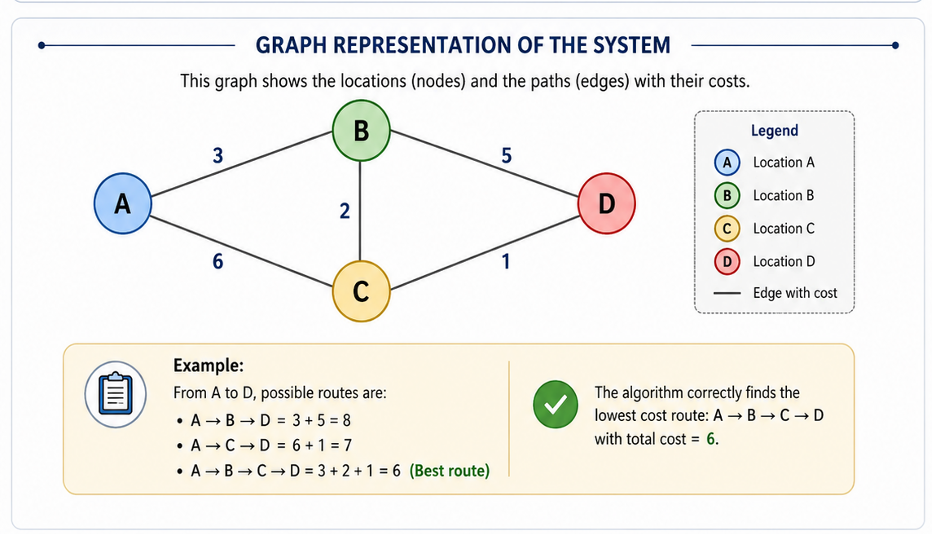 GRAPH REPRESENTATION OF THE SYSTEM
This graph shows the locations (nodes) and the paths (edges) with their costs.
B
3
5
A
2
D
6
1
C
Legend
A Location A
B Location B
C Location C
D Location D
Edge with cost
Example:
From A to D, possible routes are:
• A → B → D = 3 + 5 = 8
• A → C → D = 6 + 1 = 7
• A → B → C → D = 3 + 2 + 1 = 6 (Best route)
The algorithm correctly finds the
lowest cost route: A → B → C → D
with total cost = 6.